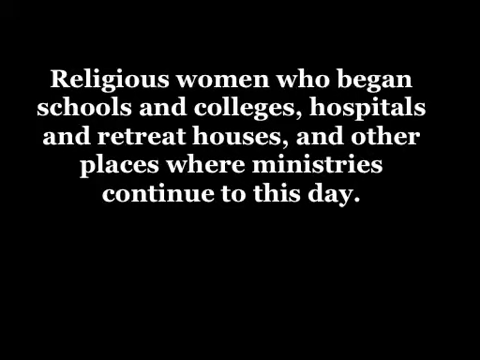 Religious women who began
schools and colleges, hospitals
and retreat houses, and other
places where ministries
continue to this day.